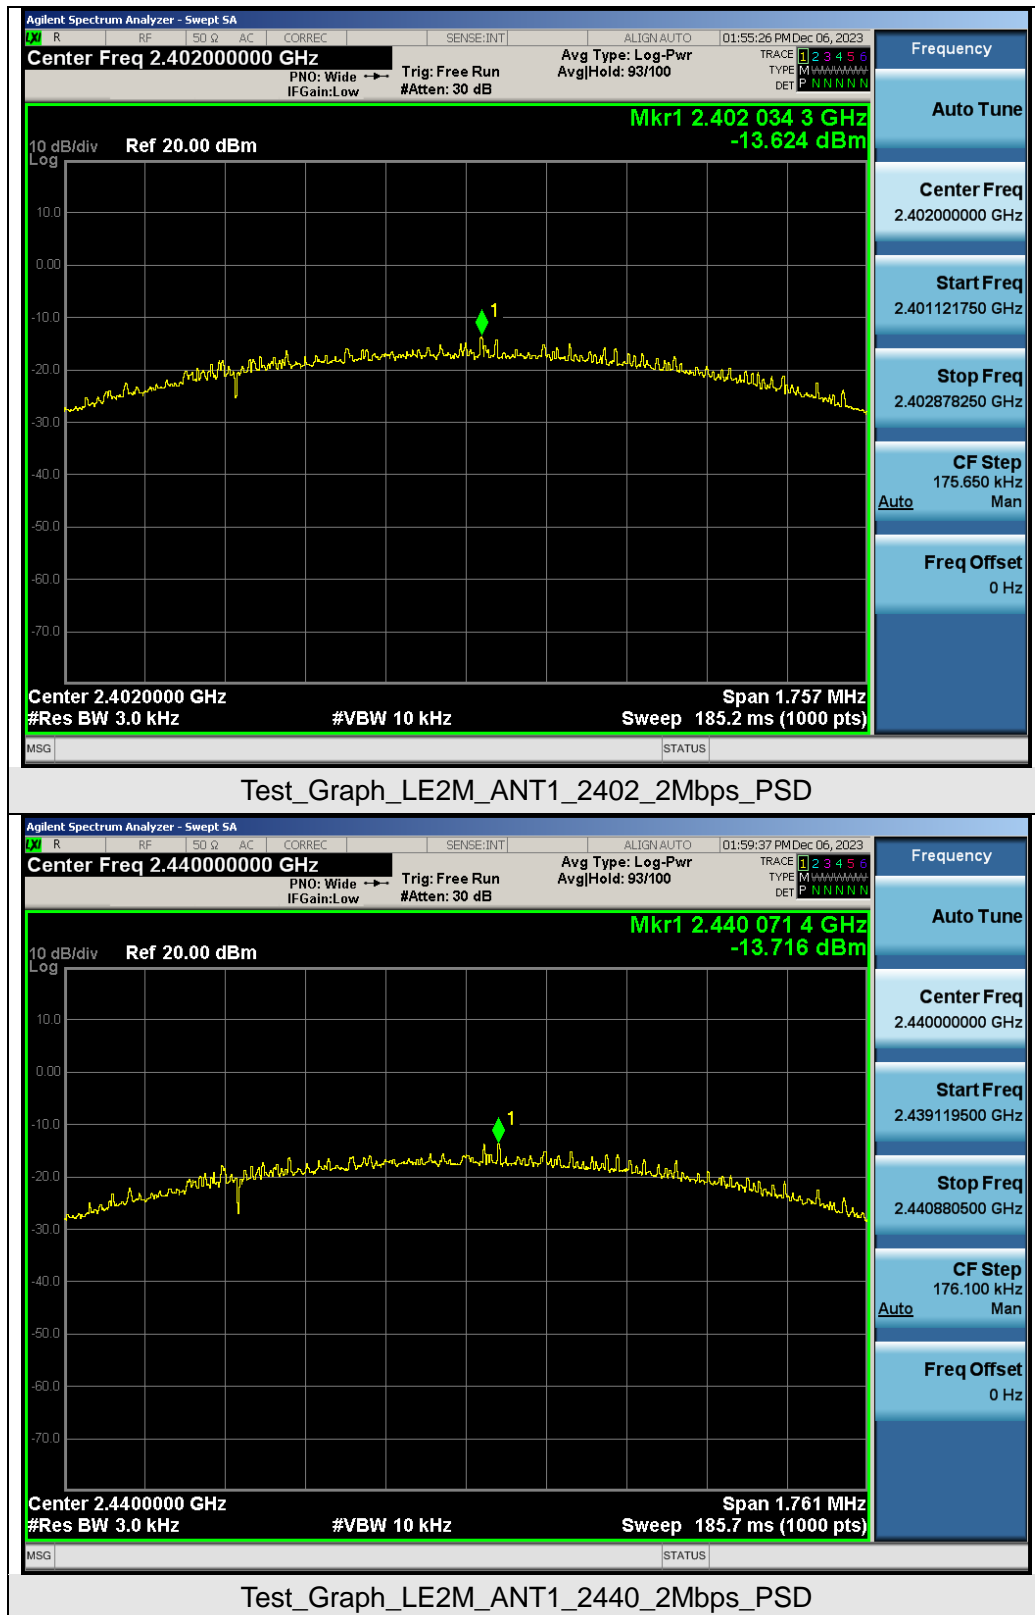 Agilent Spectrum Analyzer - Swept SA
LXI R RF 50 Ω AC CORREC SENSE:INT ALIGN AUTO 01:55:26 PM Dec 06, 2023
Center Freq 2.402000000 GHz
PNO: Wide
IFGain:Low
Trig: Free Run
#Atten: 30 dB
Avg Type: Log-Pwr
Avg|Hold: 93/100
TRACE 1 2 3 4 5 6
TYPE M
DET P N N N N N
Mkr1 2.402 034 3 GHz
-13.624 dBm
10 dB/div Ref 20.00 dBm
Log
10.0
0.00
-10.0
-20.0
-30.0
-40.0
-50.0
-60.0
-70.0
1
Center 2.4020000 GHz Span 1.757 MHz
#Res BW 3.0 kHz #VBW 10 kHz Sweep 185.2 ms (1000 pts)
MSG STATUS
Frequency
Auto Tune
Center Freq
2.402000000 GHz
Start Freq
2.401121750 GHz
Stop Freq
2.402878250 GHz
CF Step
175.650 kHz
Auto Man
Freq Offset
0 Hz
Test_Graph_LE2M_ANT1_2402_2Mbps_PSD
Agilent Spectrum Analyzer - Swept SA
LXI R RF 50 Ω AC CORREC SENSE:INT ALIGN AUTO 01:59:37 PM Dec 06, 2023
Center Freq 2.440000000 GHz
PNO: Wide
IFGain:Low
Trig: Free Run
#Atten: 30 dB
Avg Type: Log-Pwr
Avg|Hold: 93/100
TRACE 1 2 3 4 5 6
TYPE M
DET P N N N N N
Mkr1 2.440 071 4 GHz
-13.716 dBm
10 dB/div Ref 20.00 dBm
Log
10.0
0.00
-10.0
-20.0
-30.0
-40.0
-50.0
-60.0
-70.0
1
Center 2.4400000 GHz Span 1.761 MHz
#Res BW 3.0 kHz #VBW 10 kHz Sweep 185.7 ms (1000 pts)
MSG STATUS
Frequency
Auto Tune
Center Freq
2.440000000 GHz
Start Freq
2.439119500 GHz
Stop Freq
2.440880500 GHz
CF Step
176.100 kHz
Auto Man
Freq Offset
0 Hz
Test_Graph_LE2M_ANT1_2440_2Mbps_PSD